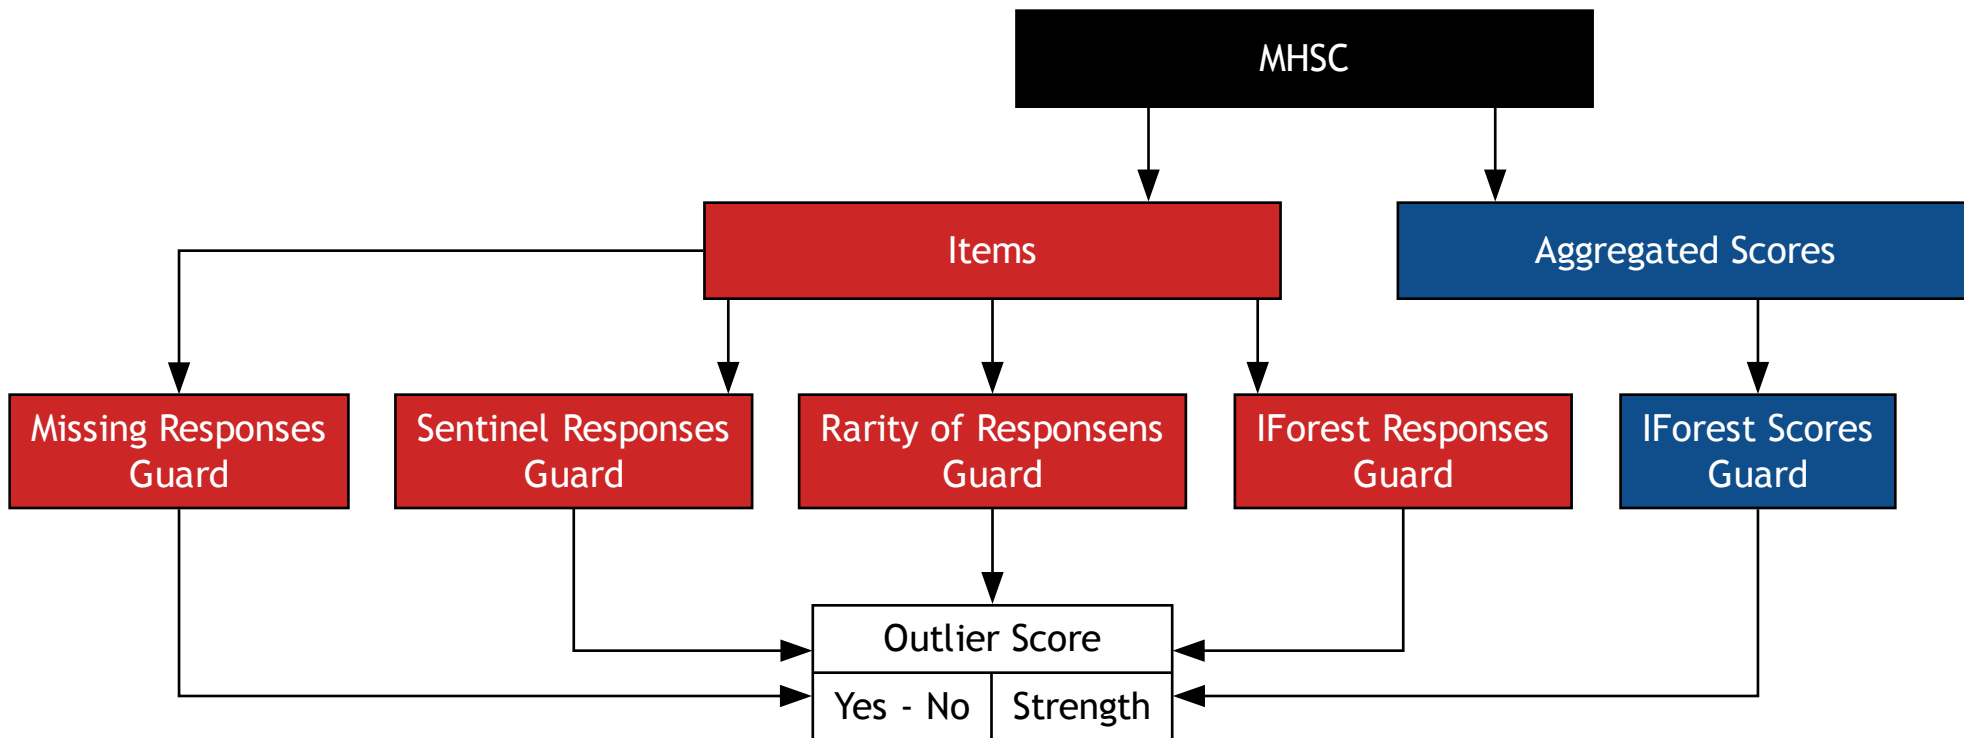 MHSC
Items
Aggregated Scores
Missing Responses
Guard
Sentinel Responses
Guard
Rarity of Responsens
Guard
IForest Responses
Guard
IForest Scores
Guard
Outlier Score
Yes - No
Strength